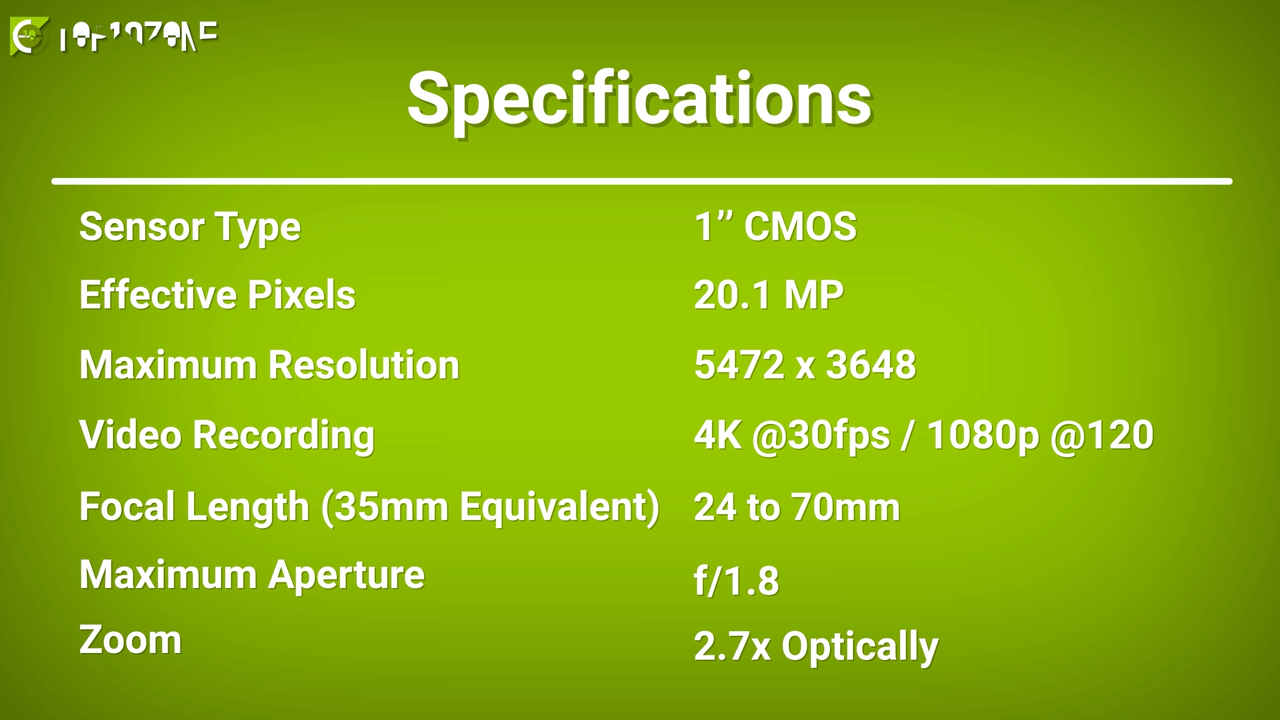 Specifications
Sensor Type 1’’ CMOS
Effective Pixels 20.1 MP
Maximum Resolution 5472 x 3648
Video Recording 4K @30fps / 1080p @120
Focal Length (35mm Equivalent) 24 to 70mm
Maximum Aperture f/1.8
Zoom 2.7x Optically